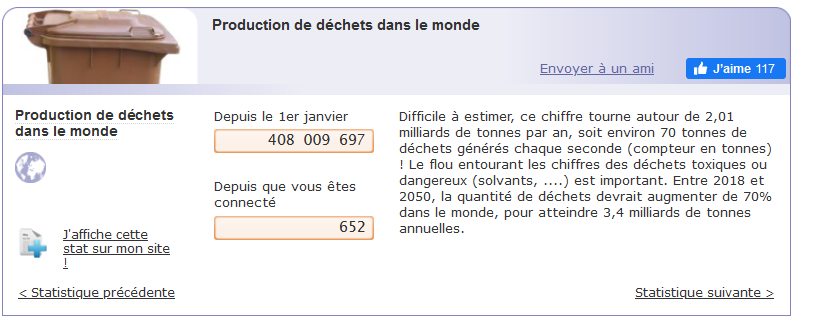 Production de déchets dans le monde
Envoyer à un ami
J'aime 117
Production de déchets
dans le monde
J'affiche cette
stat sur mon site
!
Depuis le 1er janvier
408 009 697
Depuis que vous êtes
connecté
652
Difficile à estimer, ce chiffre tourne autour de 2,01
milliards de tonnes par an, soit environ 70 tonnes de
déchets générés chaque seconde (compteur en tonnes)
! Le flou entourant les chiffres des déchets toxiques ou
dangereux (solvants, ....) est important. Entre 2018 et
2050, la quantité de déchets devrait augmenter de 70%
dans le monde, pour atteindre 3,4 milliards de tonnes
annuelles.
< Statistique précédente
Statistique suivante >